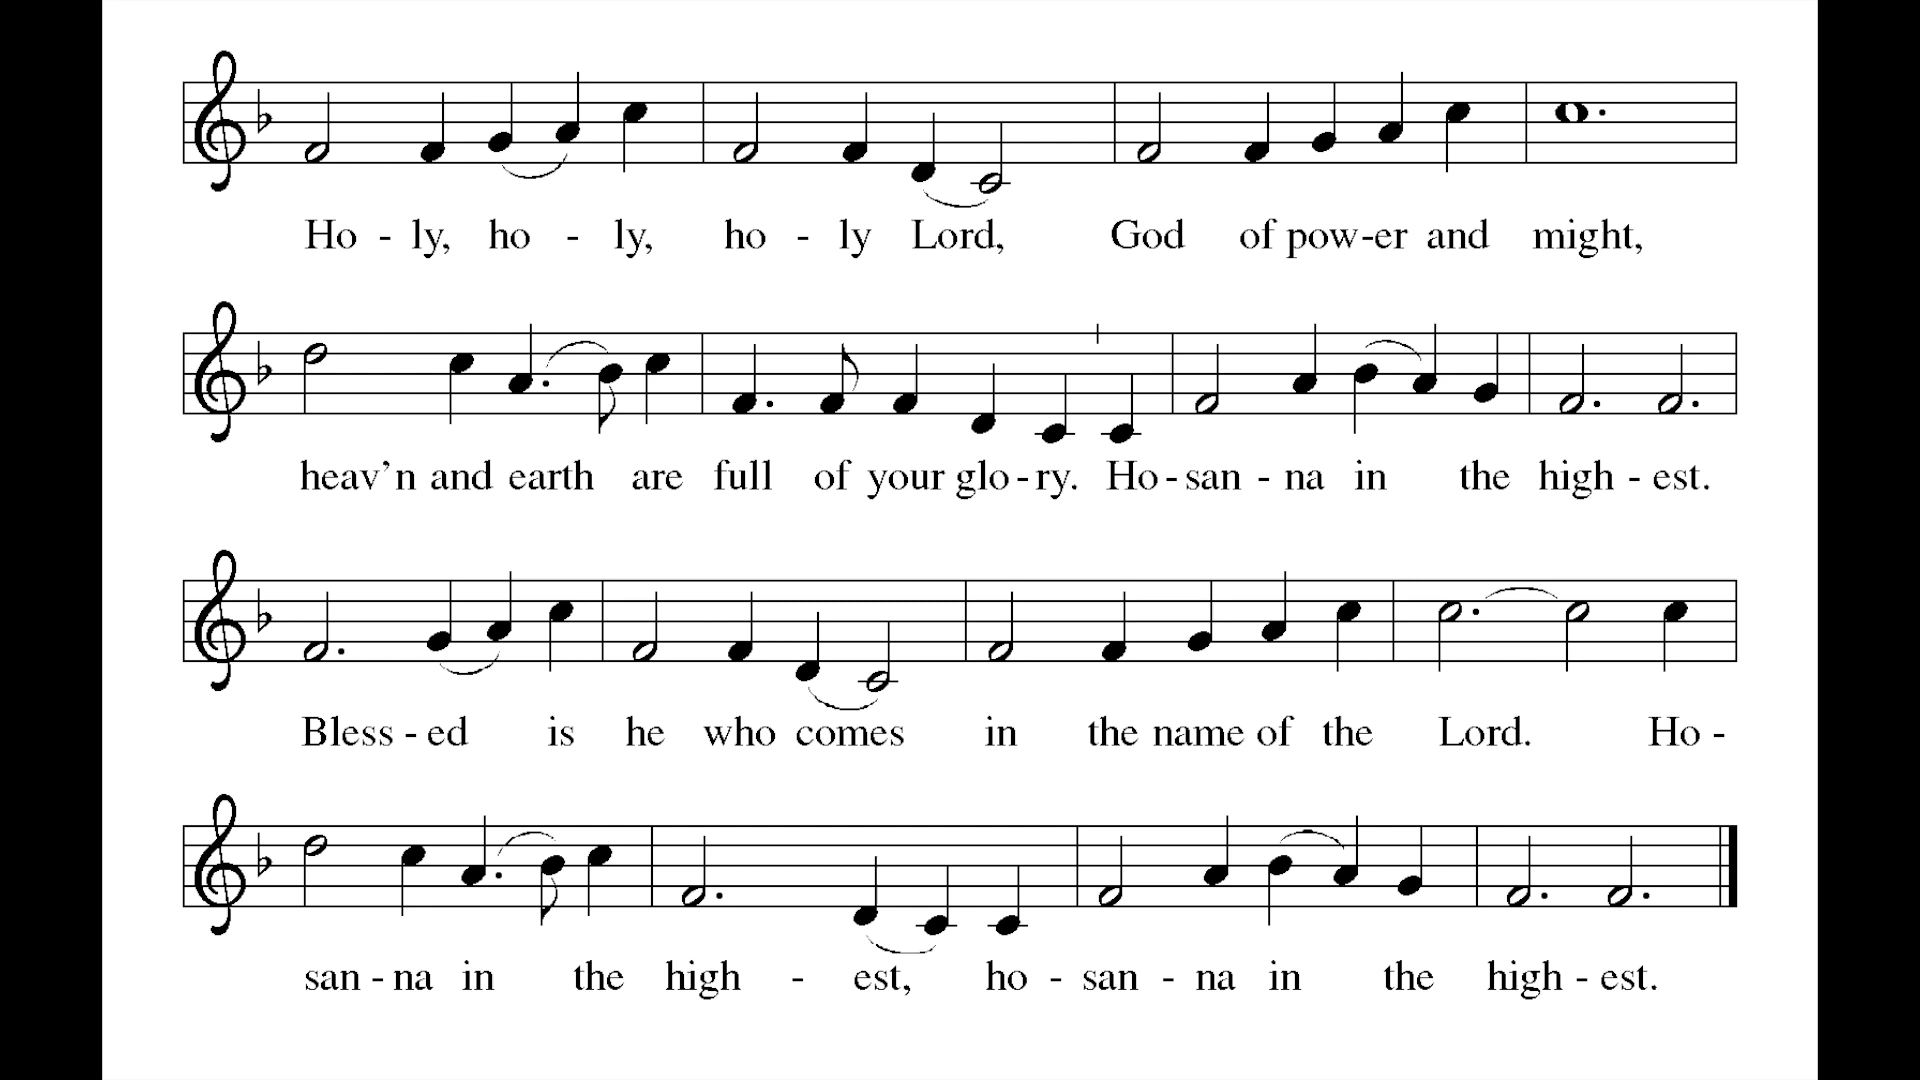 Ho - ly, ho - ly, ho - ly Lord, God of pow-er and might,
heav’n and earth are full of your glo-ry. Ho-san - na in the high - est.
Bless - ed is he who comes in the name of the Lord. Ho -
san - na in the high - est, ho - san - na in the high - est.